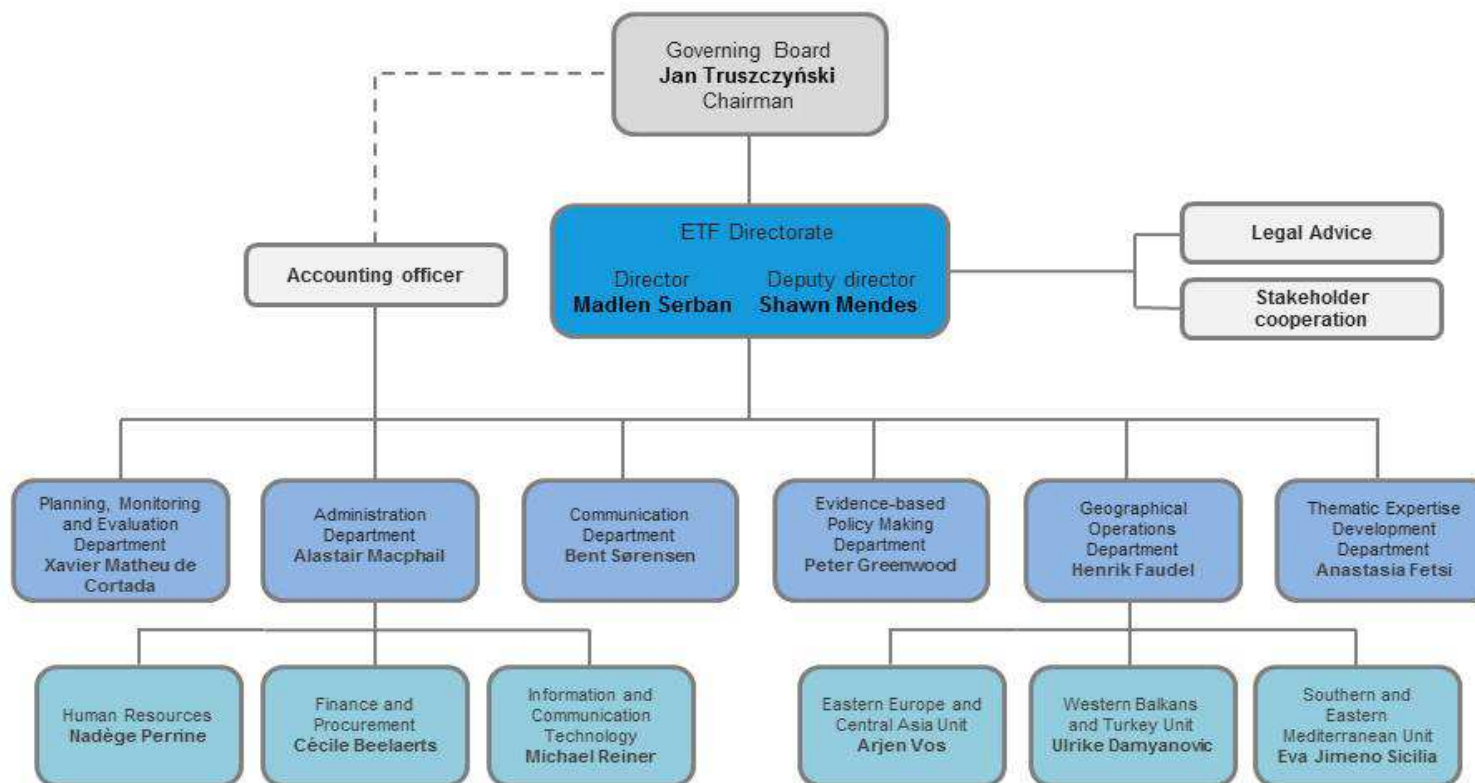 Governing Board
Jan Truszczyński
Chairman
ETF Directorate
Director
Madlen Serban
Deputy director
Shawn Mendes
Accounting officer
Legal Advice
Stakeholder
cooperation
Planning, Monitoring
and Evaluation
Department
Xavier Matheu de
Cortada
Administration
Department
Alastair Macphail
Communication
Department
Bent Sørensen
Evidence-based
Policy Making
Department
Peter Greenwood
Geographical
Operations
Department
Henrik Faudel
Thematic Expertise
Development
Department
Anastasia Fetsi
Human Resources
Nadège Perrine
Finance and
Procurement
Cécile Beelaerts
Information and
Communication
Technology
Michael Reiner
Eastern Europe and
Central Asia Unit
Arjen Vos
Western Balkans
and Turkey Unit
Ulrike Damyanovic
Southern and
Eastern
Mediterranean Unit
Eva Jimeno Sicilia